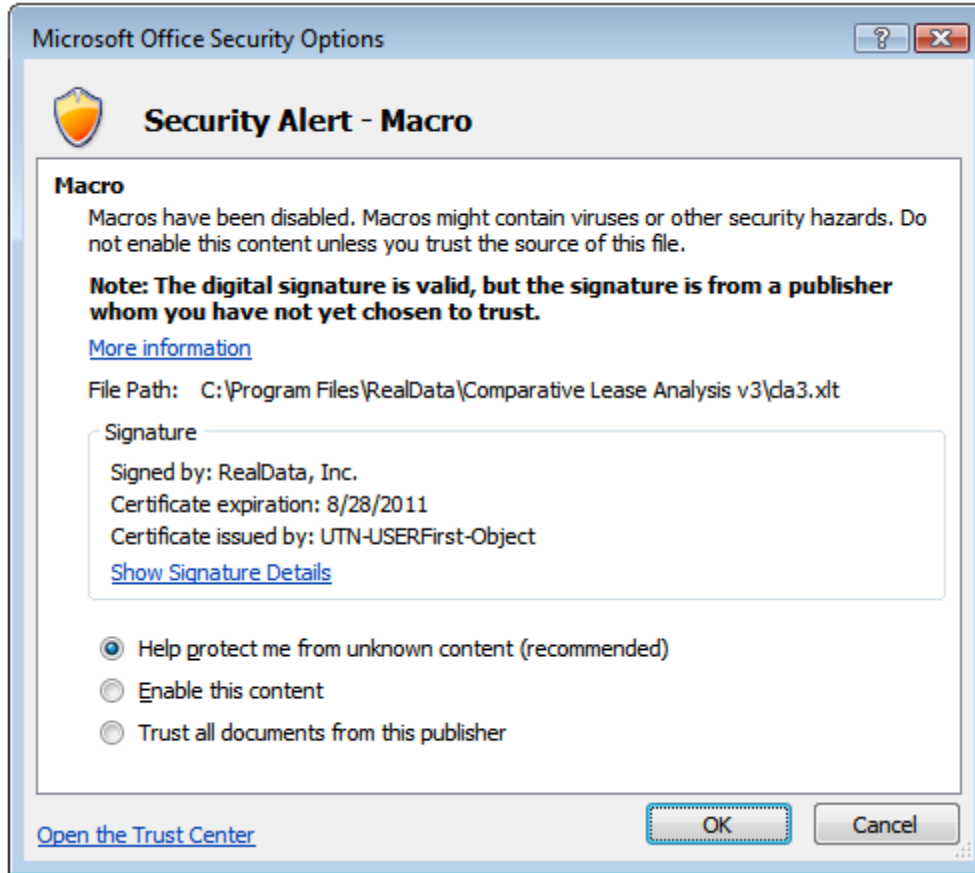 Microsoft Office Security Options
Security Alert - Macro
Macro
Macros have been disabled. Macros might contain viruses or other security hazards. Do
not enable this content unless you trust the source of this file.
Note: The digital signature is valid, but the signature is from a publisher
whom you have not yet chosen to trust.
More information
File Path: C:\Program Files\RealData\Comparative Lease Analysis v3\cla3.xlt
Signature
Signed by: RealData, Inc.
Certificate expiration: 8/28/2011
Certificate issued by: UTN-USERFirst-Object
Show Signature Details
Help protect me from unknown content (recommended)
Enable this content
Trust all documents from this publisher
Open the Trust Center
OK
Cancel